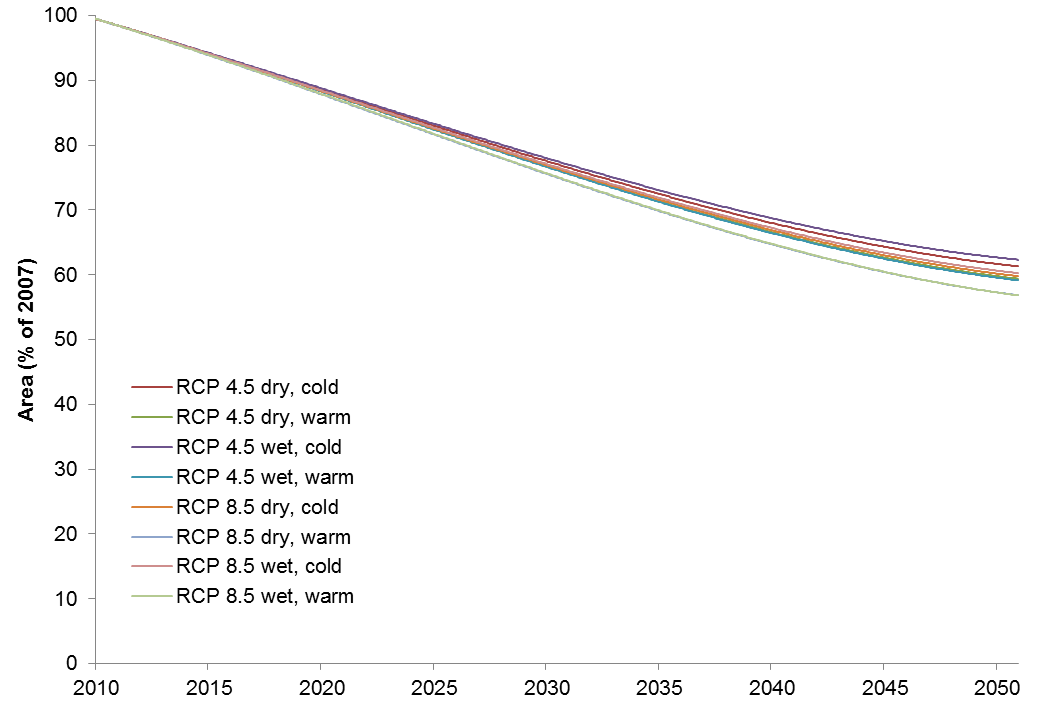 Area (% of 2007)
100
90
80
70
60
50
40
30
20
10
0
RCP 4.5 dry, cold
RCP 4.5 dry, warm
RCP 4.5 wet, cold
RCP 4.5 wet, warm
RCP 8.5 dry, cold
RCP 8.5 dry, warm
RCP 8.5 wet, cold
RCP 8.5 wet, warm
2010 2015 2020 2025 2030 2035 2040 2045 2050